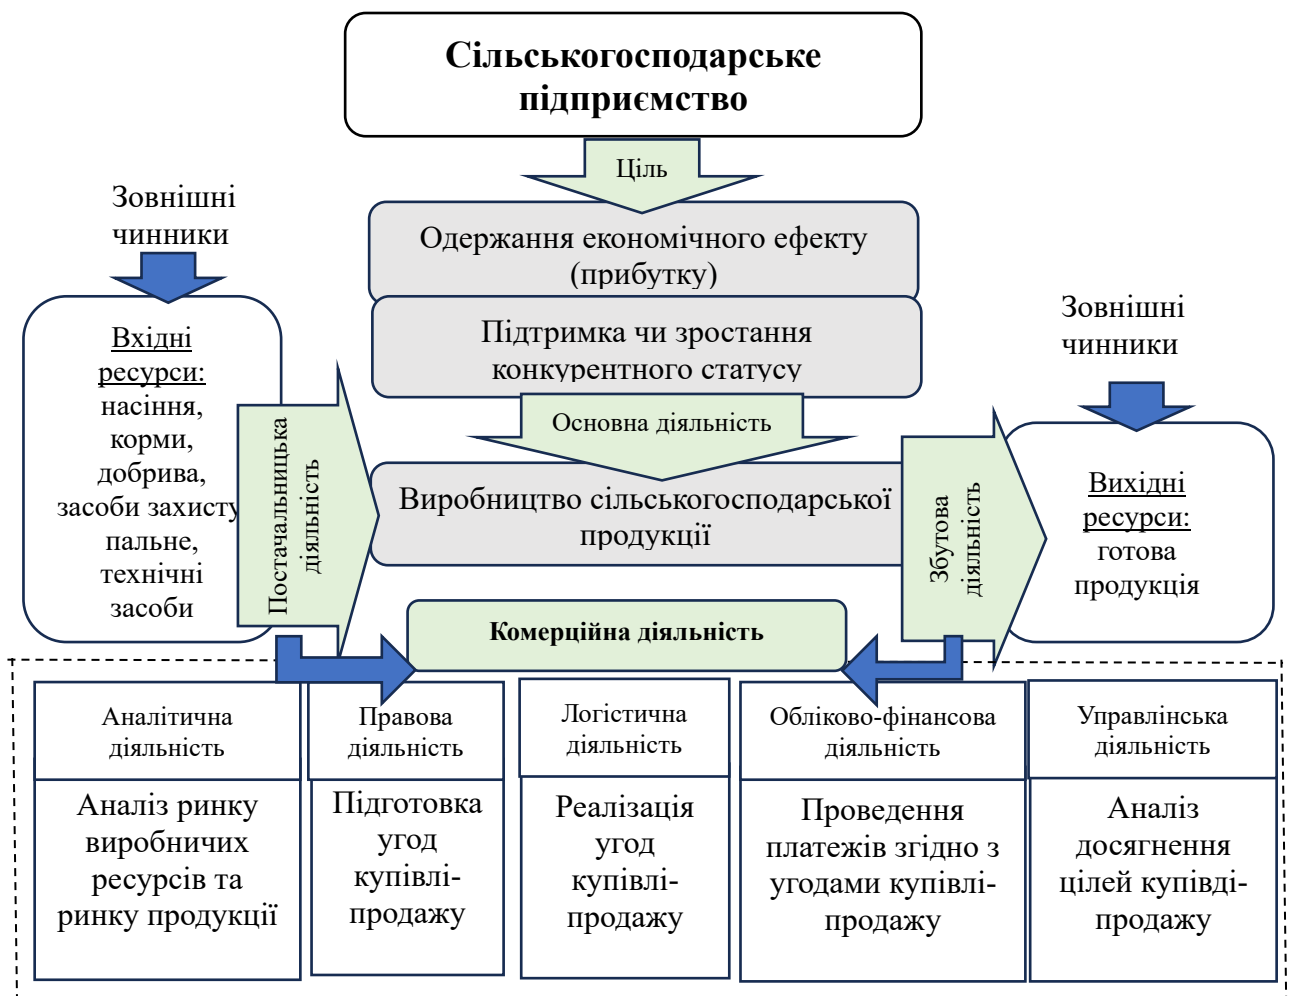 Сільськогосподарське
підприємство
Ціль
Одержання економічного ефекту
(прибутку)
Підтримка чи зростання
конкурентного статусу
Основна діяльність
Виробництво сільськогосподарської
продукції
Зовнішні
чинники
Вхідні
ресурси:
насіння,
корми,
добрива,
засоби захисту
пальне,
технічні
засоби
Постачальницька
діяльність
Збутова
діяльність
Зовнішні
чинники
Вихідні
ресурси:
готова
продукція
Комерційна діяльність
Аналітична
діяльність
Аналіз ринку
виробничих
ресурсів та
ринку продукції
Правова
діяльність
Підготовка
угод
купівлі-
продажу
Логістична
діяльність
Реалізація
угод
купівлі-
продажу
Обліково-фінансова
діяльність
Проведення
платежів згідно з
угодами купівлі-
продажу
Управлінська
діяльність
Аналіз
досягнення
цілей купівді-
продажу